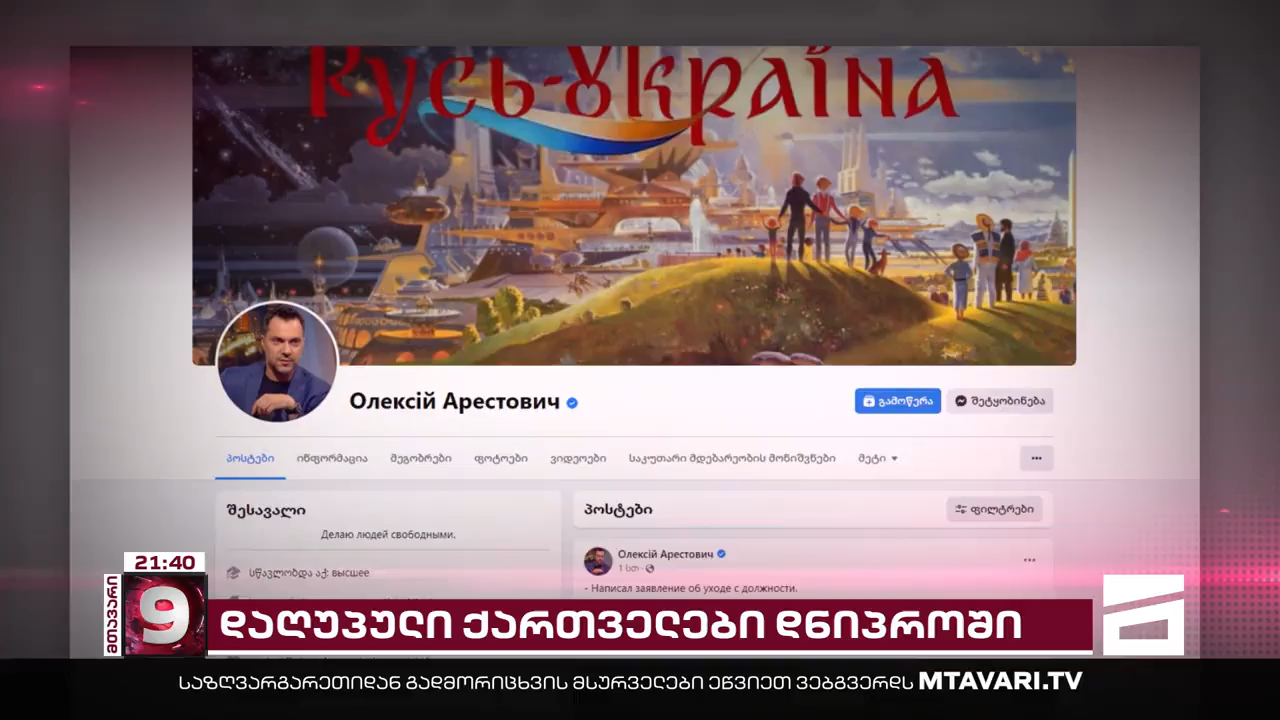 Русь-Україна
Олексій Арестович
გამოწერა
შეტყობინება
პოსტები ინფორმაცია მეგობრები ფოტოები ვიდეოები საკუთარი მდებარეობის მონიშვნები მეტი
შესავალი
Делаю людей свободными.
სწავლობდა აქ: высшее
პოსტები
ფილტრები
Олексій Арестович
1 სთ ·
- Написал заявление об уходе с должности.
21:40
მთავარი
9
დაღუპული ქართველები დნიპროში
საზღვარგარეთიდან გადმორიცხვის მსურველები ეწვიეთ ვებგვერდს MTAVARI.TV